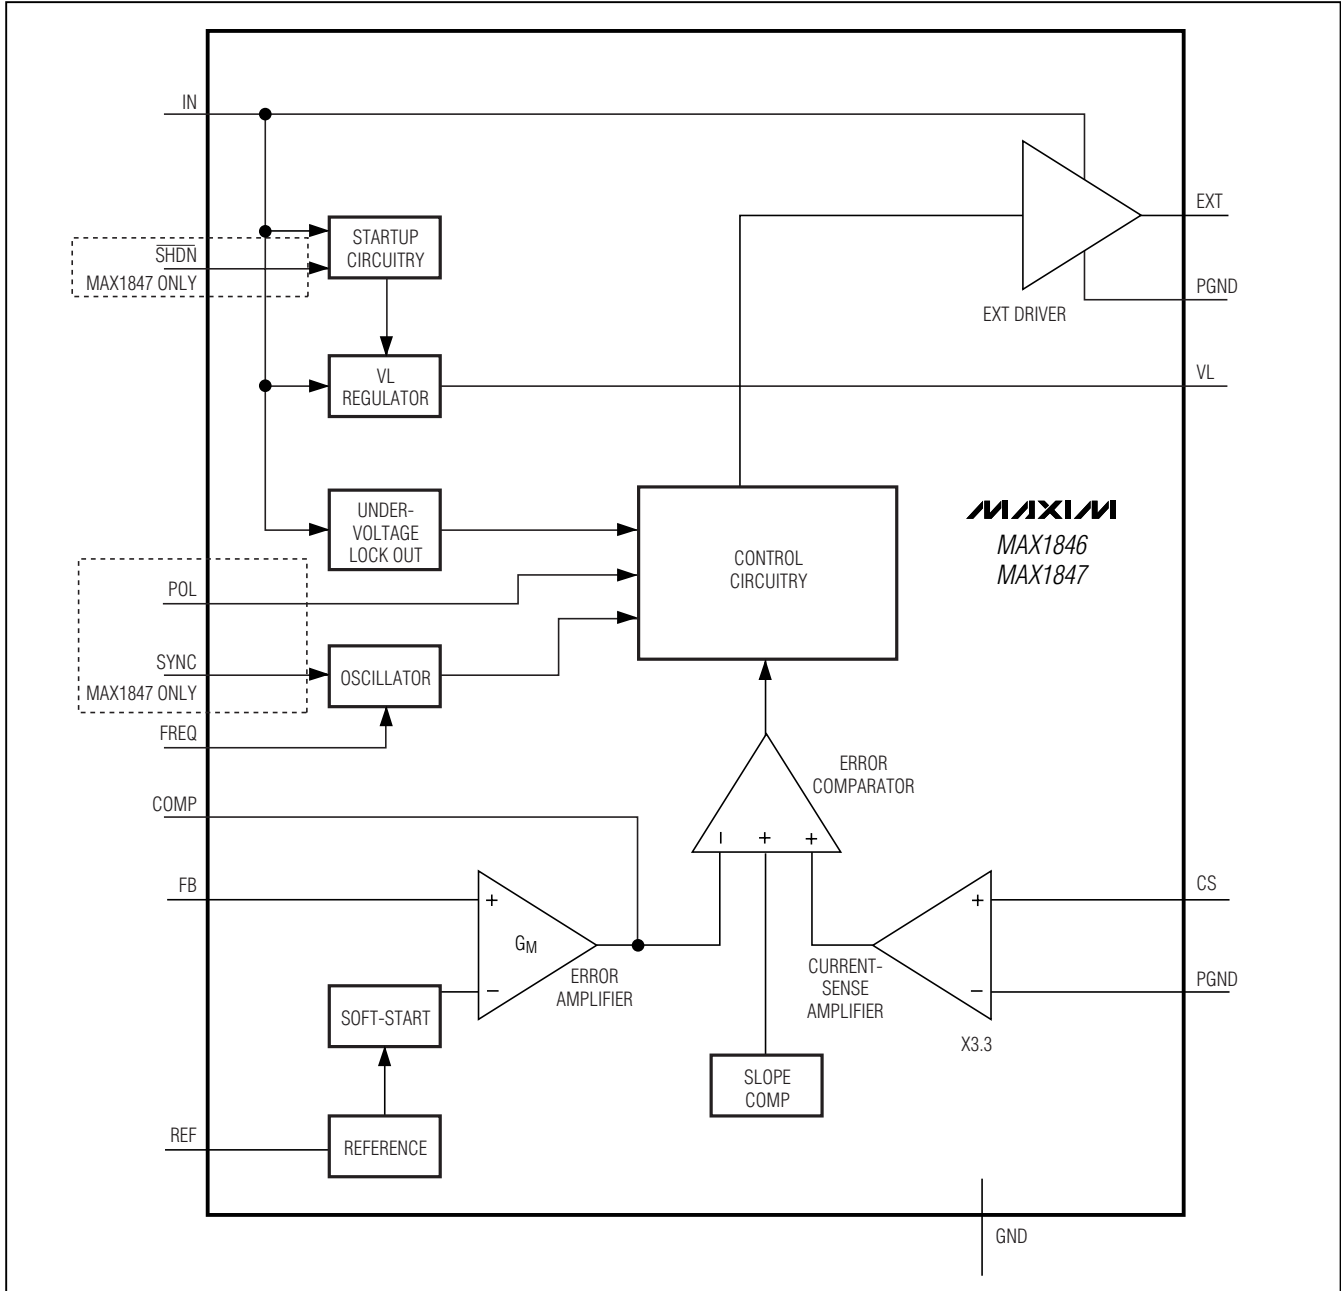 IN
EXT
STARTUP
CIRCUITRY
SHDN
MAX1847 ONLY
PGND
EXT DRIVER
VL
REGULATOR
VL
UNDER-
VOLTAGE
LOCK OUT
CONTROL
CIRCUITRY
MAXIM
MAX1846
MAX1847
POL
SYNC
MAX1847 ONLY
OSCILLATOR
FREQ
ERROR
COMPARATOR
COMP
– + +
FB
+
GM
–
ERROR
AMPLIFIER
CS
+
–
CURRENT-
SENSE
AMPLIFIER
PGND
X3.3
SOFT-START
SLOPE
COMP
REF
REFERENCE
GND